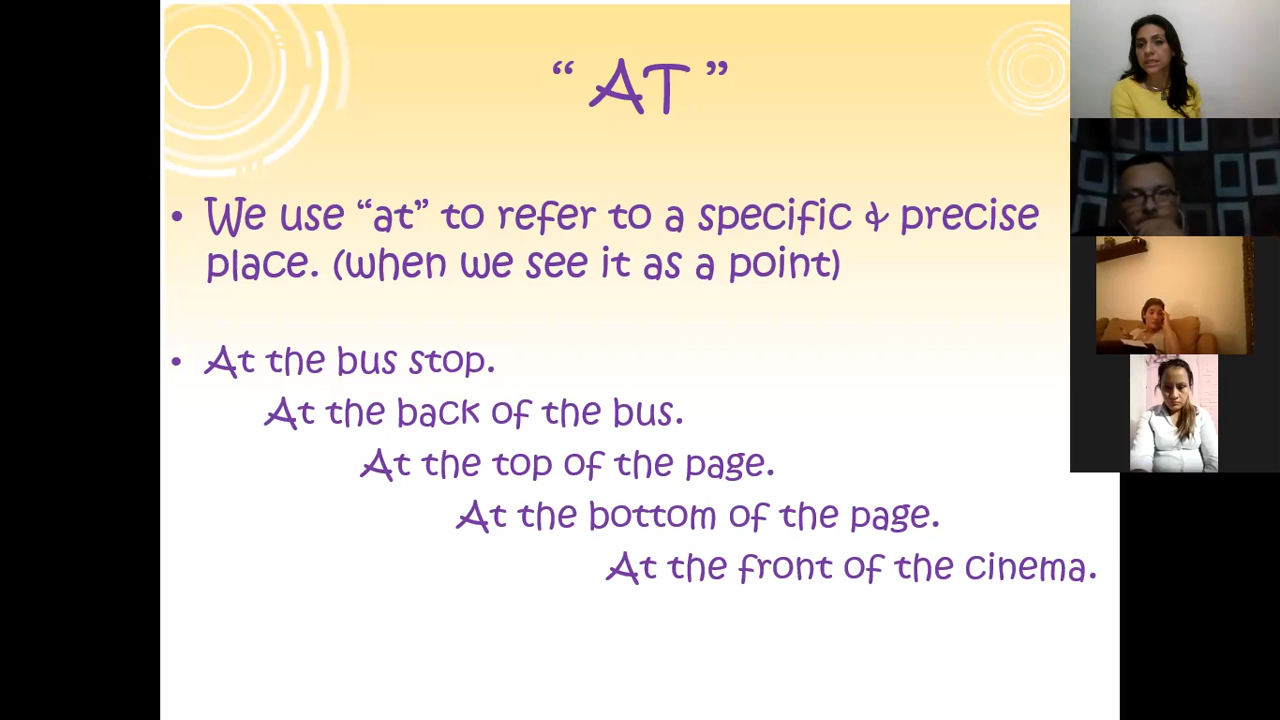 “ AT ”
• We use “at” to refer to a specific & precise
place. (when we see it as a point)
• At the bus stop.
At the back of the bus.
At the top of the page.
At the bottom of the page.
At the front of the cinema.